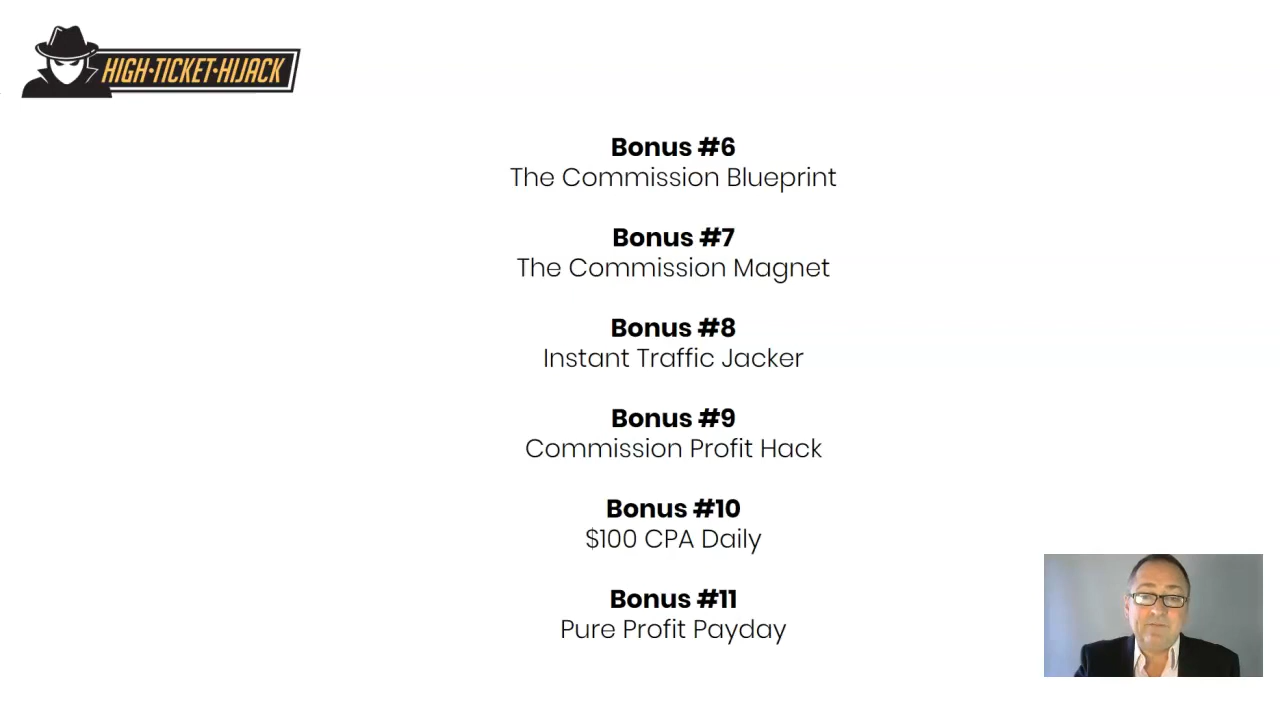 HIGH·TICKET·HIJACK
Bonus #6
The Commission Blueprint
Bonus #7
The Commission Magnet
Bonus #8
Instant Traffic Jacker
Bonus #9
Commission Profit Hack
Bonus #10
$100 CPA Daily
Bonus #11
Pure Profit Payday